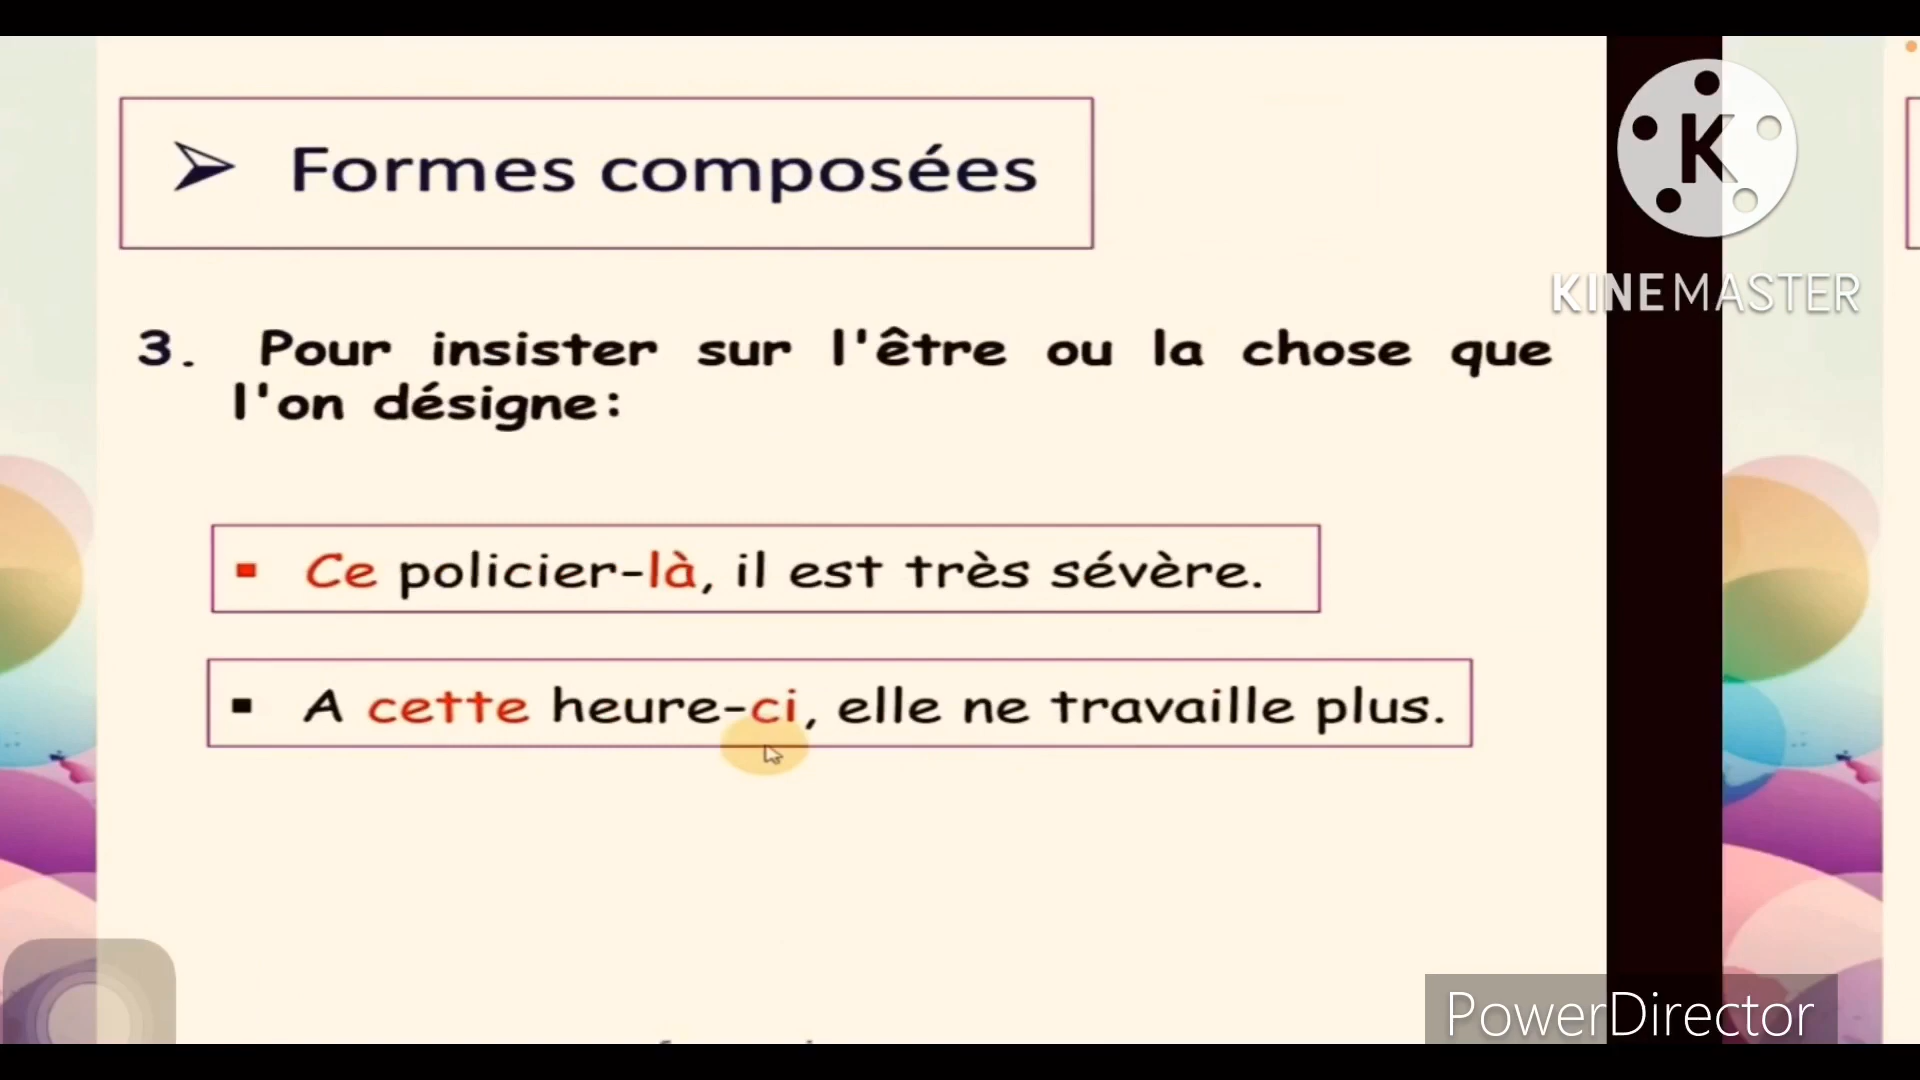 ➢ Formes composées
K
KINEMASTER
3. Pour insister sur l'être ou la chose que
l'on désigne:
▪ Ce policier-là, il est très sévère.
▪ A cette heure-ci, elle ne travaille plus.
PowerDirector